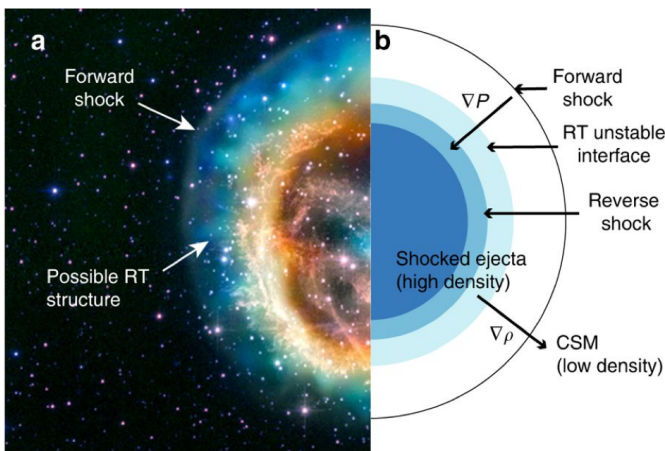 a
Forward
shock
Possible RT
structure
b
∇P
Forward
shock
RT unstable
interface
Reverse
shock
Shocked ejecta
(high density)
∇ρ
CSM
(low density)